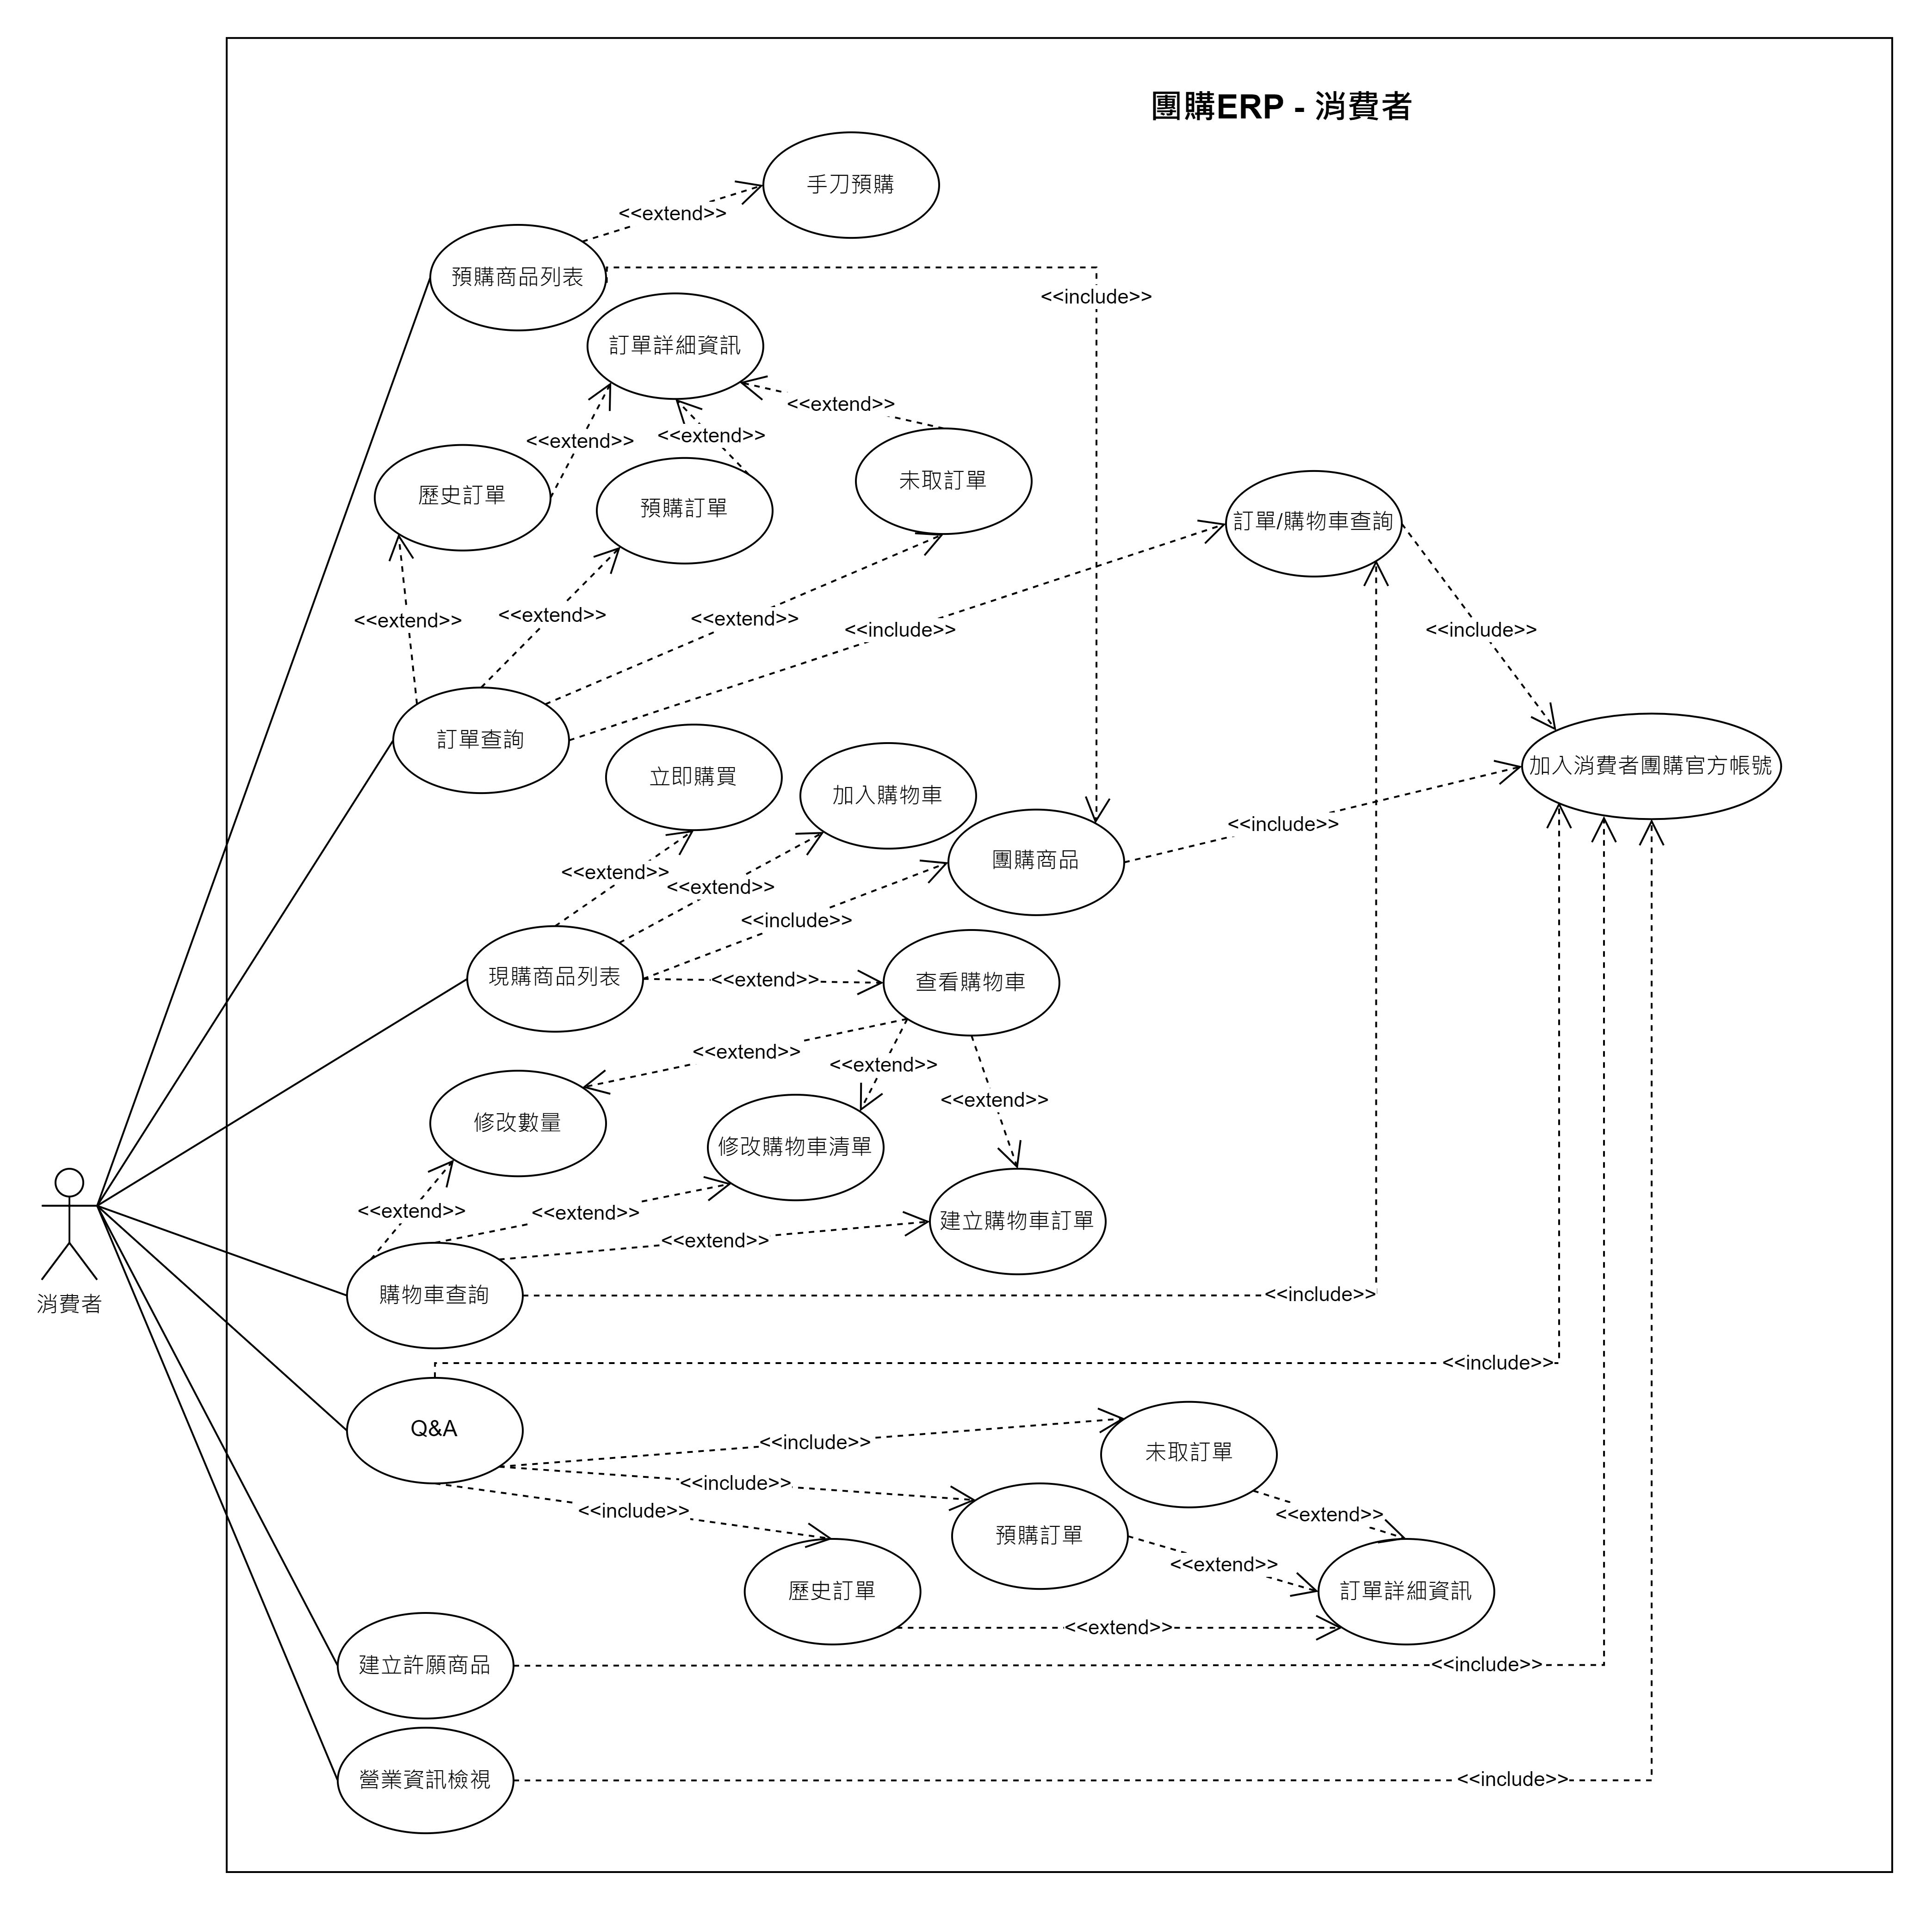 團購ERP - 消費者
手刀預購
<<extend>>
預購商品列表
<<include>>
訂單詳細資訊
<<extend>>
<<extend>>
<<extend>>
未取訂單
歷史訂單
預購訂單
訂單/購物車查詢
<<extend>>
<<extend>>
<<extend>>
<<include>>
<<include>>
訂單查詢
立即購買
加入購物車
加入消費者團購官方帳號
<<include>>
團購商品
<<extend>>
<<extend>>
<<include>>
現購商品列表
<<extend>>
查看購物車
<<extend>>
<<extend>>
<<extend>>
修改數量
修改購物車清單
<<extend>>
<<extend>>
建立購物車訂單
<<extend>>
購物車查詢
<<include>>
消費者
<<include>>
Q&A
<<include>>
未取訂單
<<include>>
<<include>>
<<extend>>
預購訂單
<<extend>>
歷史訂單
訂單詳細資訊
<<extend>>
建立許願商品
<<include>>
營業資訊檢視
<<include>>